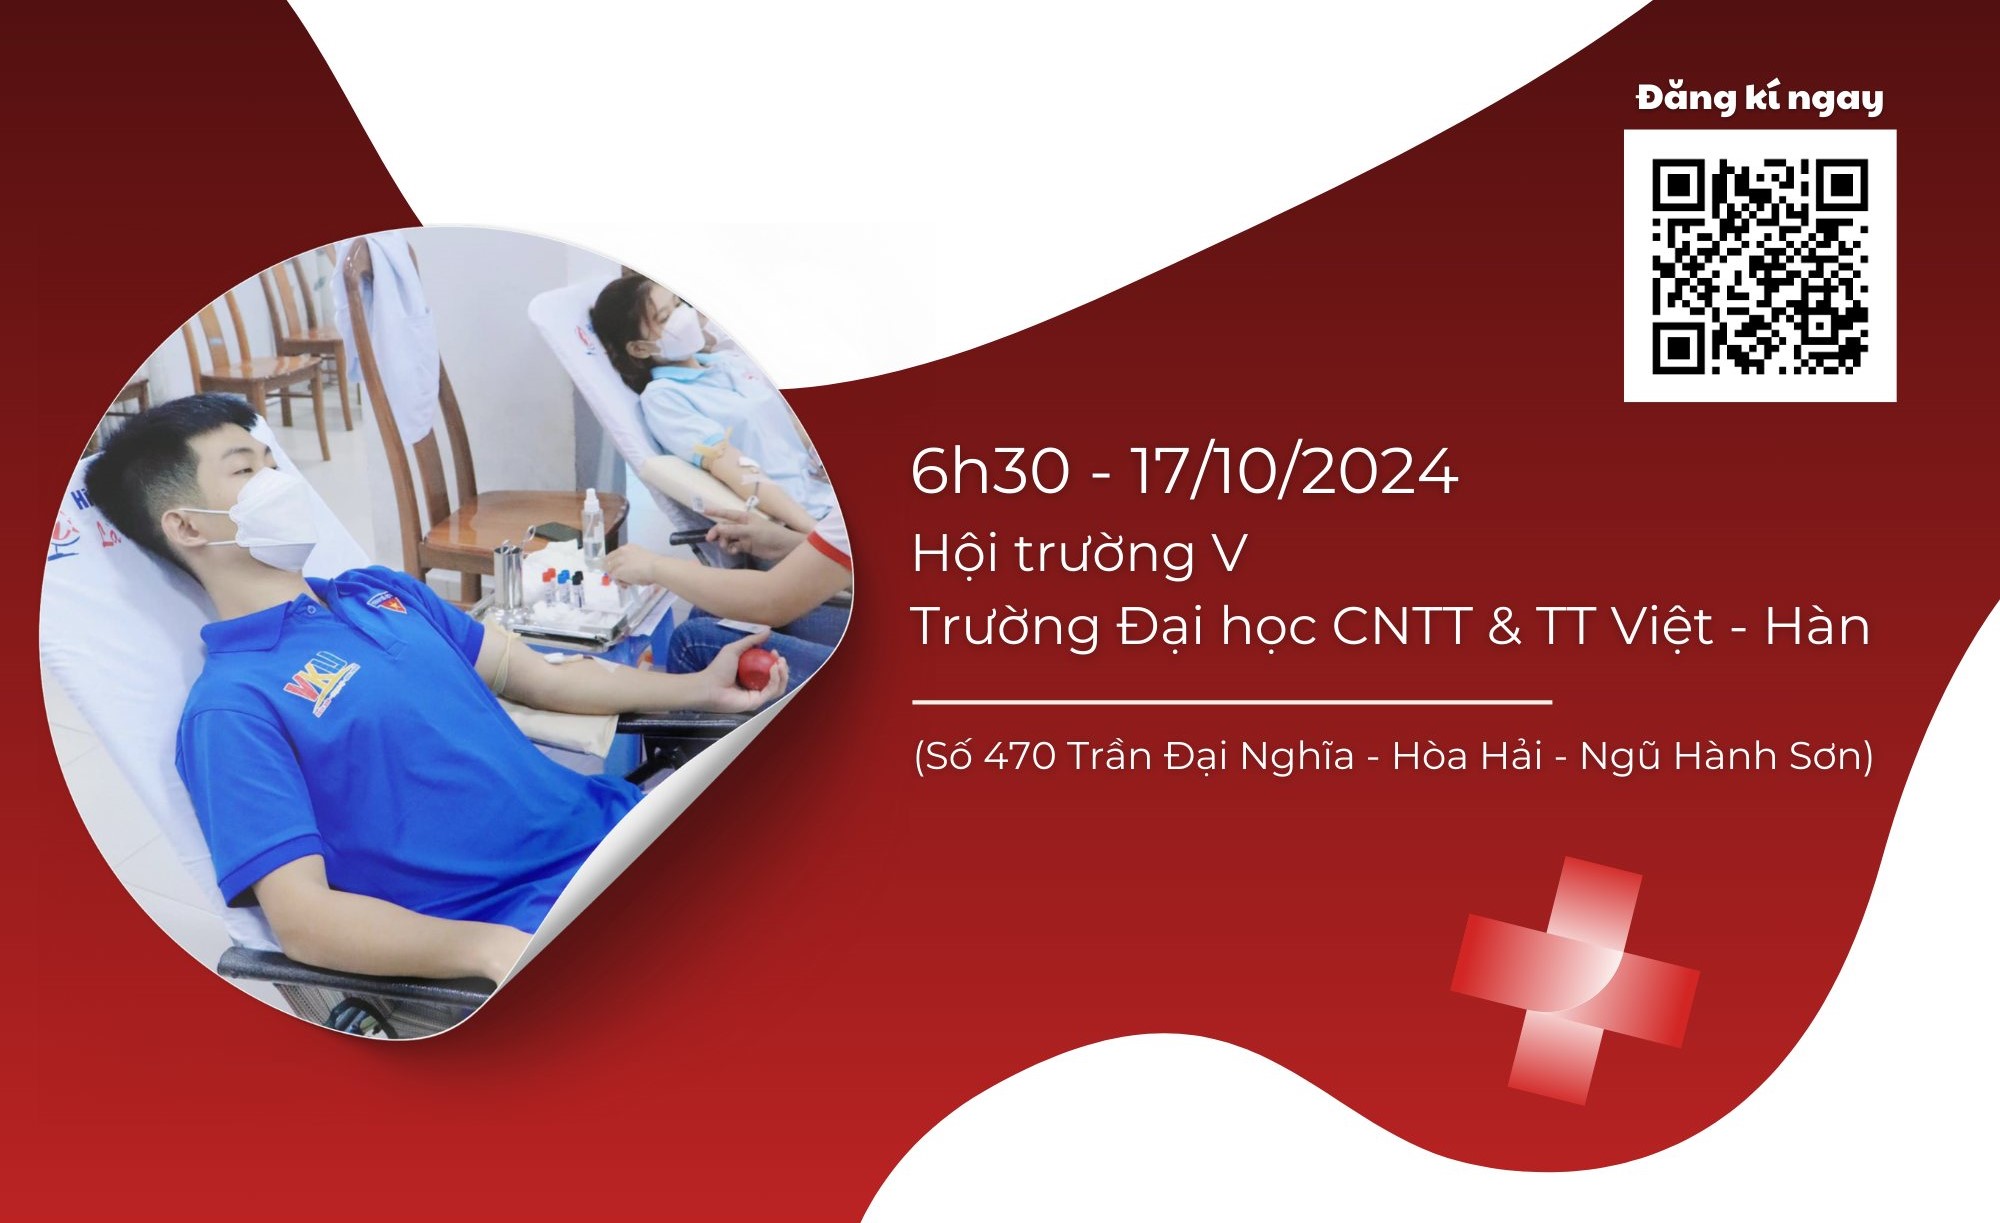 Đăng kí ngay
6h30 - 17/10/2024
Hội trường V
Trường Đại học CNTT & TT Việt - Hàn
(Số 470 Trần Đại Nghĩa - Hòa Hải - Ngũ Hành Sơn)
VKU